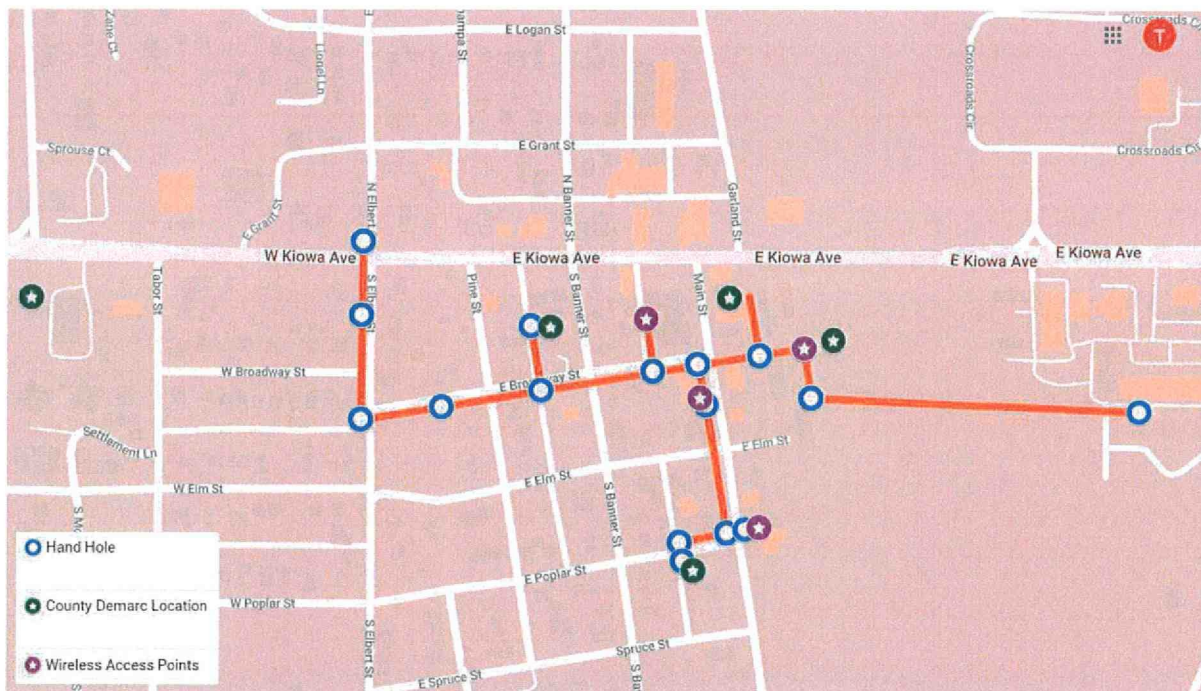 Zane Ct
Lionel Ln
E Logan St
Crossroads Cir
T
Crossroads Cir
Sprouse Ct
E Grant St
E Grant St
N Elbert
N Banner St
Garland St
Crossroads Cir
W Kiowa Ave
E Kiowa Ave
E Kiowa Ave
E Kiowa Ave
E Kiowa Ave
Tabor St
Pine St
S Banner St
Main St
W Broadway St
E Broadway St
Settlement Ln
W Elm St
E Elm St
E Elm St
S Banner St
E Poplar St
W Poplar St
S Elbert St
E Spruce St
Spruce St
Hand Hole
County Demarc Location
Wireless Access Points